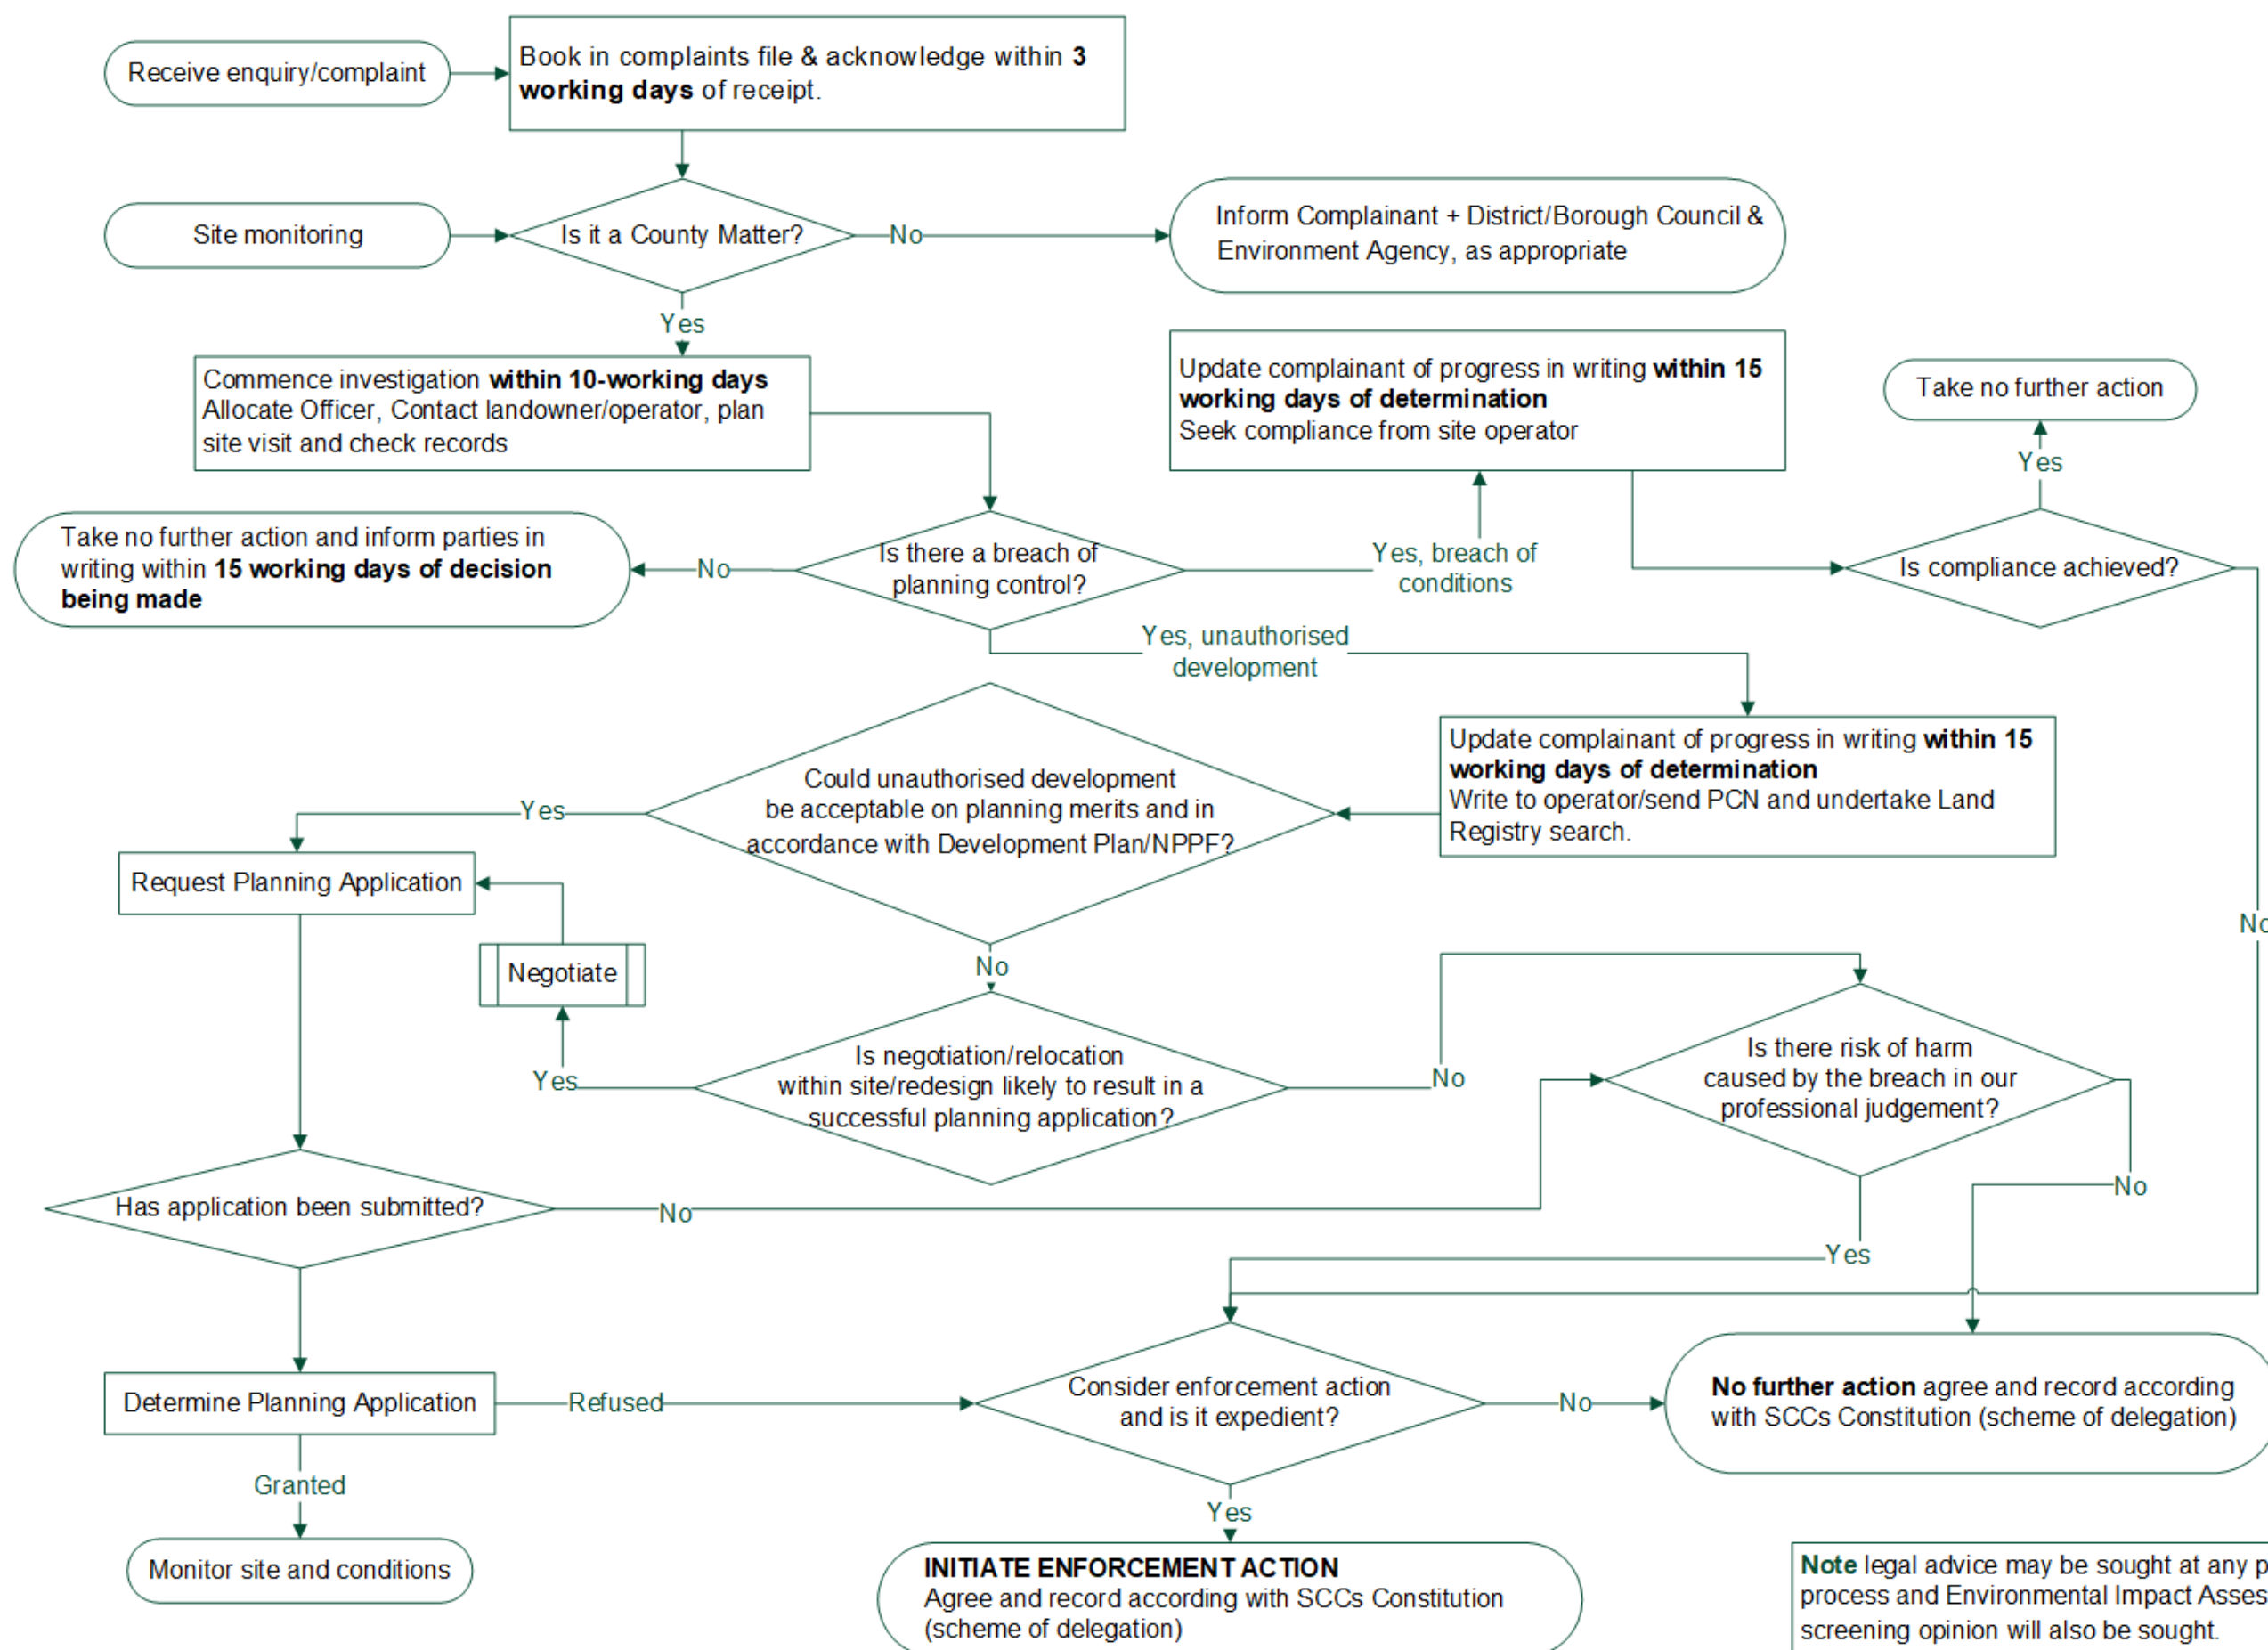 Receive enquiry/complaint
Book in complaints file & acknowledge within 3
working days of receipt.
Site monitoring
Is it a County Matter?
No
Inform Complainant + District/Borough Council &
Environment Agency, as appropriate
Yes
Commence investigation within 10-working days
Allocate Officer, Contact landowner/operator, plan
site visit and check records
Update complainant of progress in writing within 15
working days of determination
Seek compliance from site operator
Take no further action
Yes
Take no further action and inform parties in
writing within 15 working days of decision
being made
No
Is there a breach of
planning control?
Yes, breach of
conditions
Is compliance achieved?
Yes, unauthorised
development
Could unauthorised development
be acceptable on planning merits and in
accordance with Development Plan/NPPF?
Update complainant of progress in writing within 15
working days of determination
Write to operator/send PCN and undertake Land
Registry search.
Yes
Request Planning Application
No
Negotiate
No
Is negotiation/relocation
within site/redesign likely to result in a
successful planning application?
Yes
No
Is there risk of harm
caused by the breach in our
professional judgement?
No
Has application been submitted?
No
Yes
Determine Planning Application
Refused
Consider enforcement action
and is it expedient?
No
No further action agree and record according
with SCCs Constitution (scheme of delegation)
Granted
Yes
Monitor site and conditions
INITIATE ENFORCEMENT ACTION
Agree and record according with SCCs Constitution
(scheme of delegation)
Note legal advice may be sought at any
process and Environmental Impact
screening opinion will also be sought.